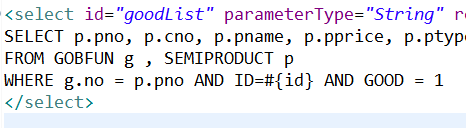 <select id="goodList" parameterType="String" re
SELECT p.pno, p.cno, p.pname, p.pprice, p.ptype
FROM GOBFUN g , SEMIPRODUCT p
WHERE g.no = p.pno AND ID=#{id} AND GOOD = 1
</select>